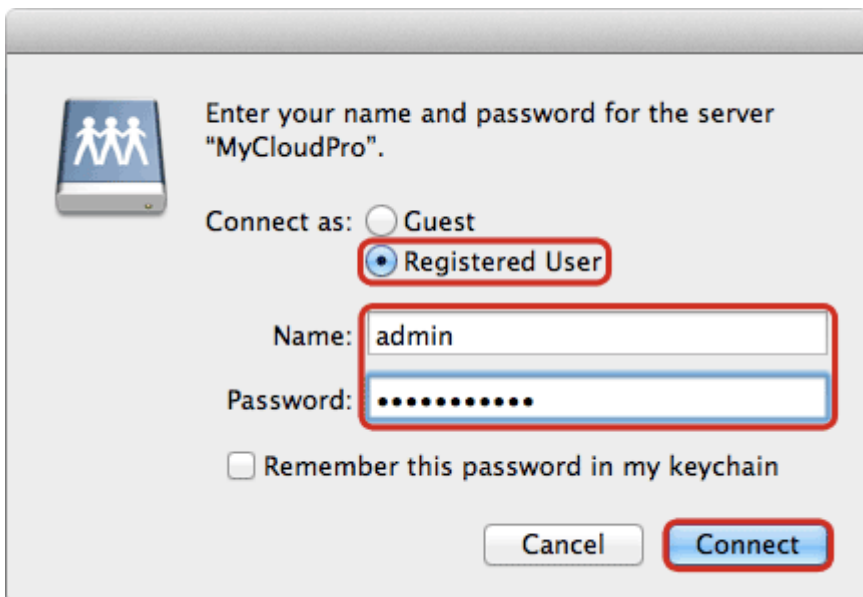 Enter your name and password for the server
“MyCloudPro”.
Connect as: Guest
Registered User
Name: admin
Password: •••••••••••
Remember this password in my keychain
Cancel Connect